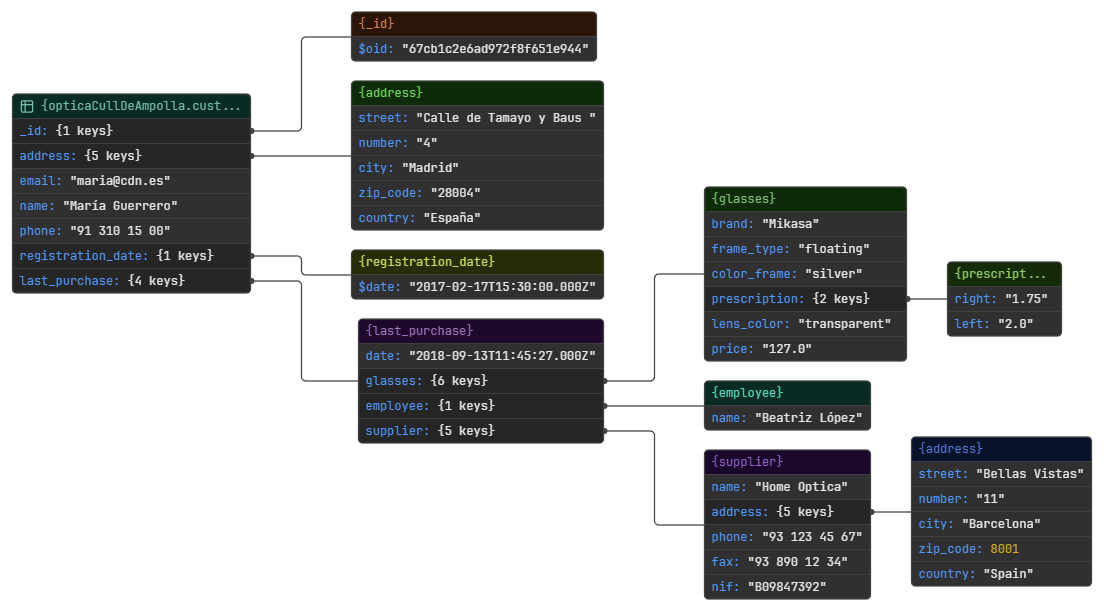 {opticaCullDeAmpolla.cust...
_id: {1 keys}
address: {5 keys}
email: "maria@cdn.es"
name: "María Guerrero"
phone: "91 310 15 00"
registration_date: {1 keys}
last_purchase: {4 keys}
{_id}
$oid: "67cb1c2e6ad972f8f651e944"
{address}
street: "Calle de Tamayo y Baus "
number: "4"
city: "Madrid"
zip_code: "28004"
country: "España"
{registration_date}
$date: "2017-02-17T15:30:00.000Z"
{last_purchase}
date: "2018-09-13T11:45:27.000Z"
glasses: {6 keys}
employee: {1 keys}
supplier: {5 keys}
{glasses}
brand: "Mikasa"
frame_type: "floating"
color_frame: "silver"
prescription: {2 keys}
lens_color: "transparent"
price: "127.0"
{prescript...
right: "1.75"
left: "2.0"
{employee}
name: "Beatriz López"
{supplier}
name: "Home Optica"
address: {5 keys}
phone: "93 123 45 67"
fax: "93 890 12 34"
nif: "B09847392"
{address}
street: "Bellas Vistas"
number: "11"
city: "Barcelona"
zip_code: 8001
country: "Spain"